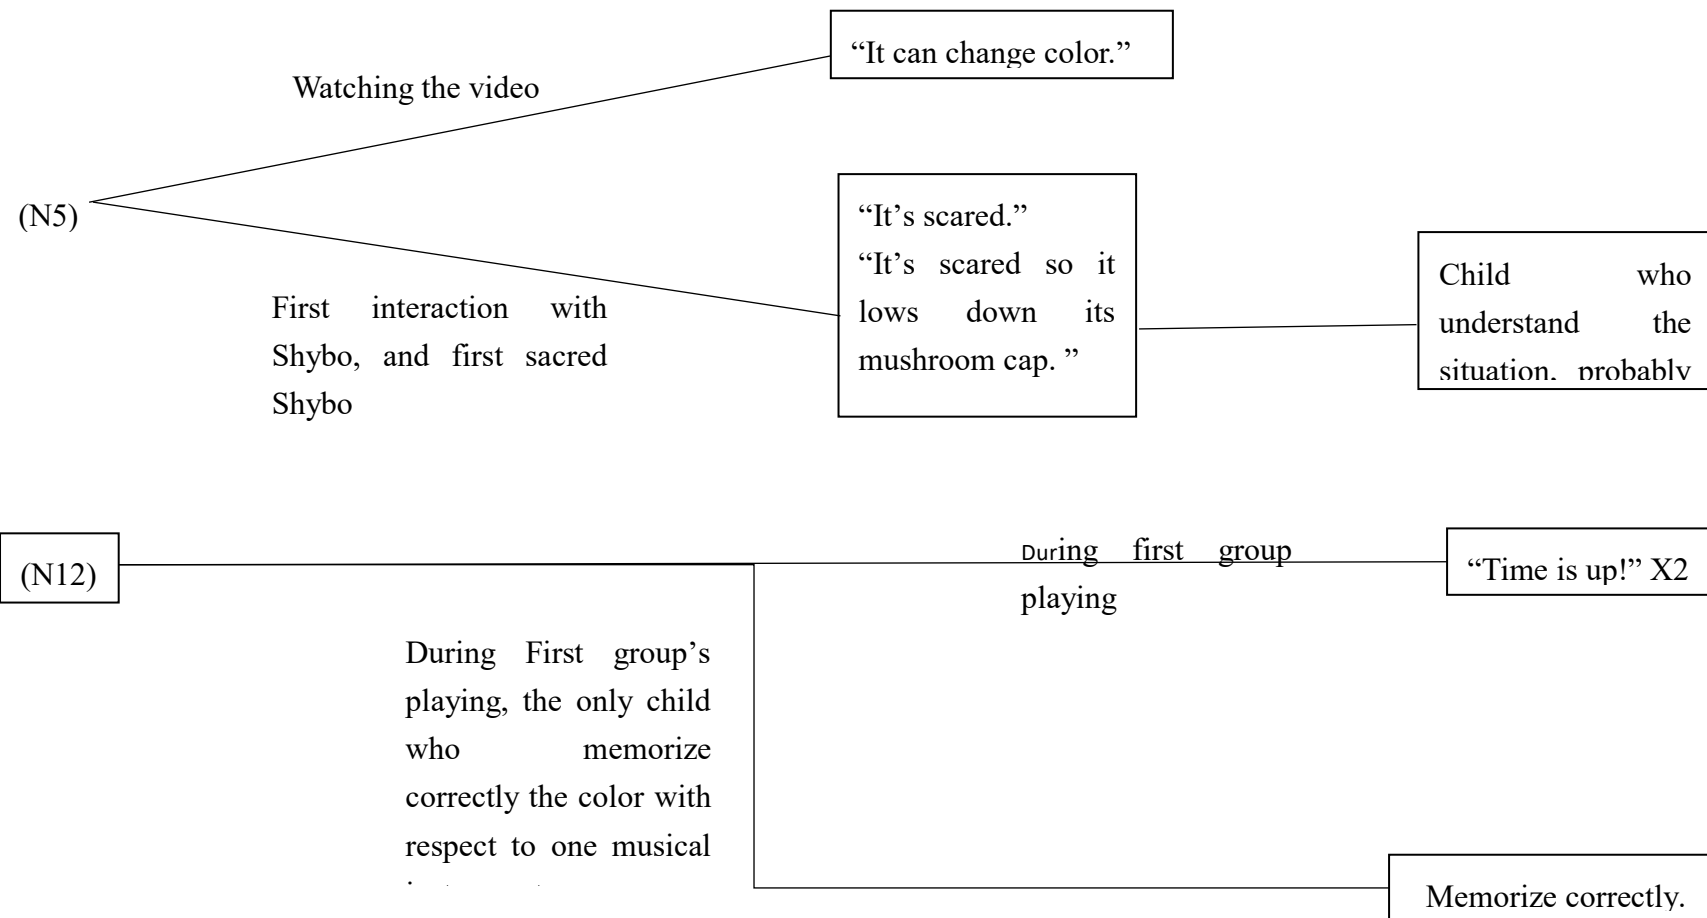 “It can change color.”
Watching the video
(N5)
“It’s scared.”
“It’s scared so it
lows down its
mushroom cap. ”
Child who
understand the
situation, probably
First interaction with
Shybo, and first sacred
Shybo
(N12)
During first group
playing
“Time is up!” X2
During First group’s
playing, the only child
who memorize
correctly the color with
respect to one musical
Memorize correctly.